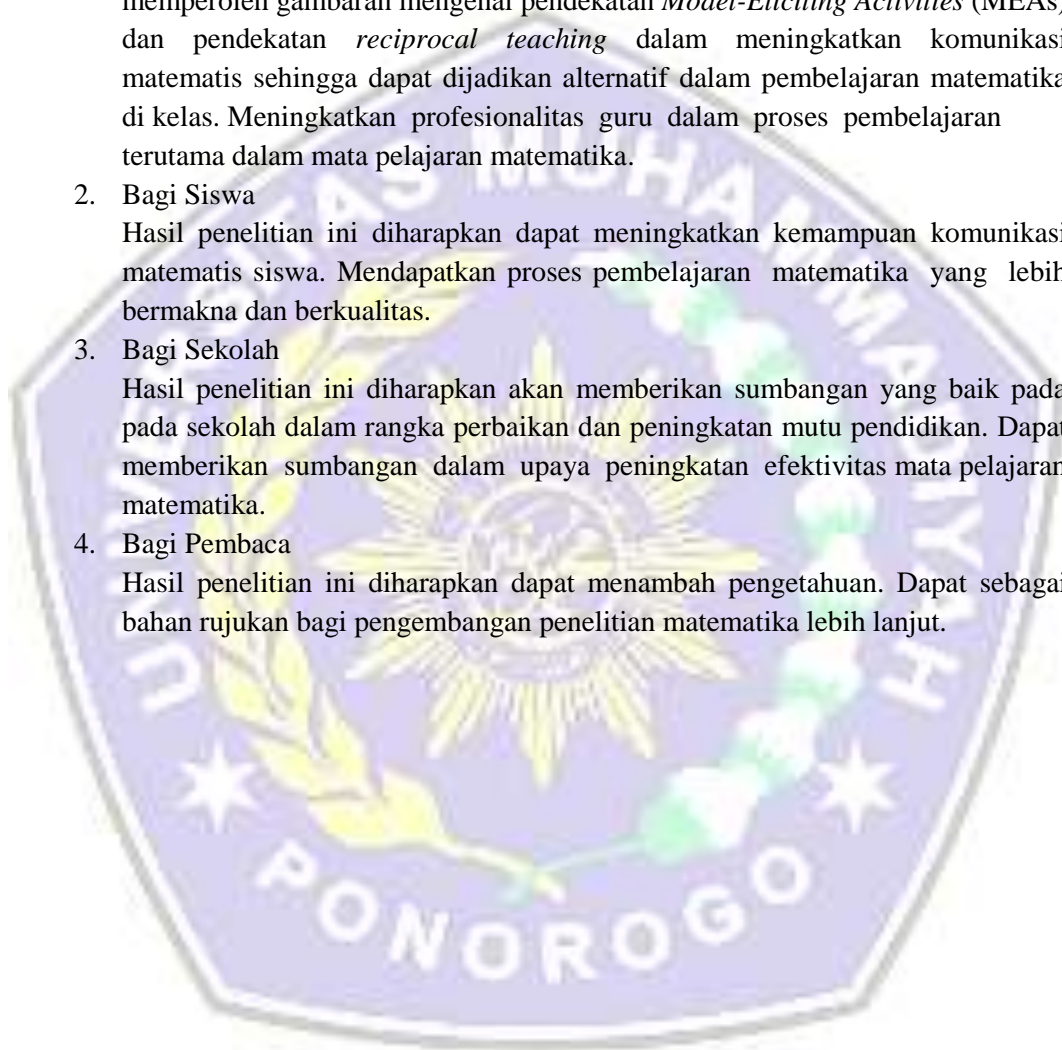 memperoleh gambaran mengenai pendekatan Model-Eliciting Activities (MEAs)
dan pendekatan reciprocal teaching dalam meningkatkan komunikasi
matematis sehingga dapat dijadikan alternatif dalam pembelajaran matematika
di kelas. Meningkatkan profesionalitas guru dalam proses pembelajaran
terutama dalam mata pelajaran matematika.
2. Bagi Siswa
Hasil penelitian ini diharapkan dapat meningkatkan kemampuan komunikasi
matematis siswa. Mendapatkan proses pembelajaran matematika yang lebih
bermakna dan berkualitas.
3. Bagi Sekolah
Hasil penelitian ini diharapkan akan memberikan sumbangan yang baik pada
pada sekolah dalam rangka perbaikan dan peningkatan mutu pendidikan. Dapat
memberikan sumbangan dalam upaya peningkatan efektivitas mata pelajaran
matematika.
4. Bagi Pembaca
Hasil penelitian ini diharapkan dapat menambah pengetahuan. Dapat sebagai
bahan rujukan bagi pengembangan penelitian matematika lebih lanjut.
UNIVERSITAS MUHAMMADIYAH
PONOROGO